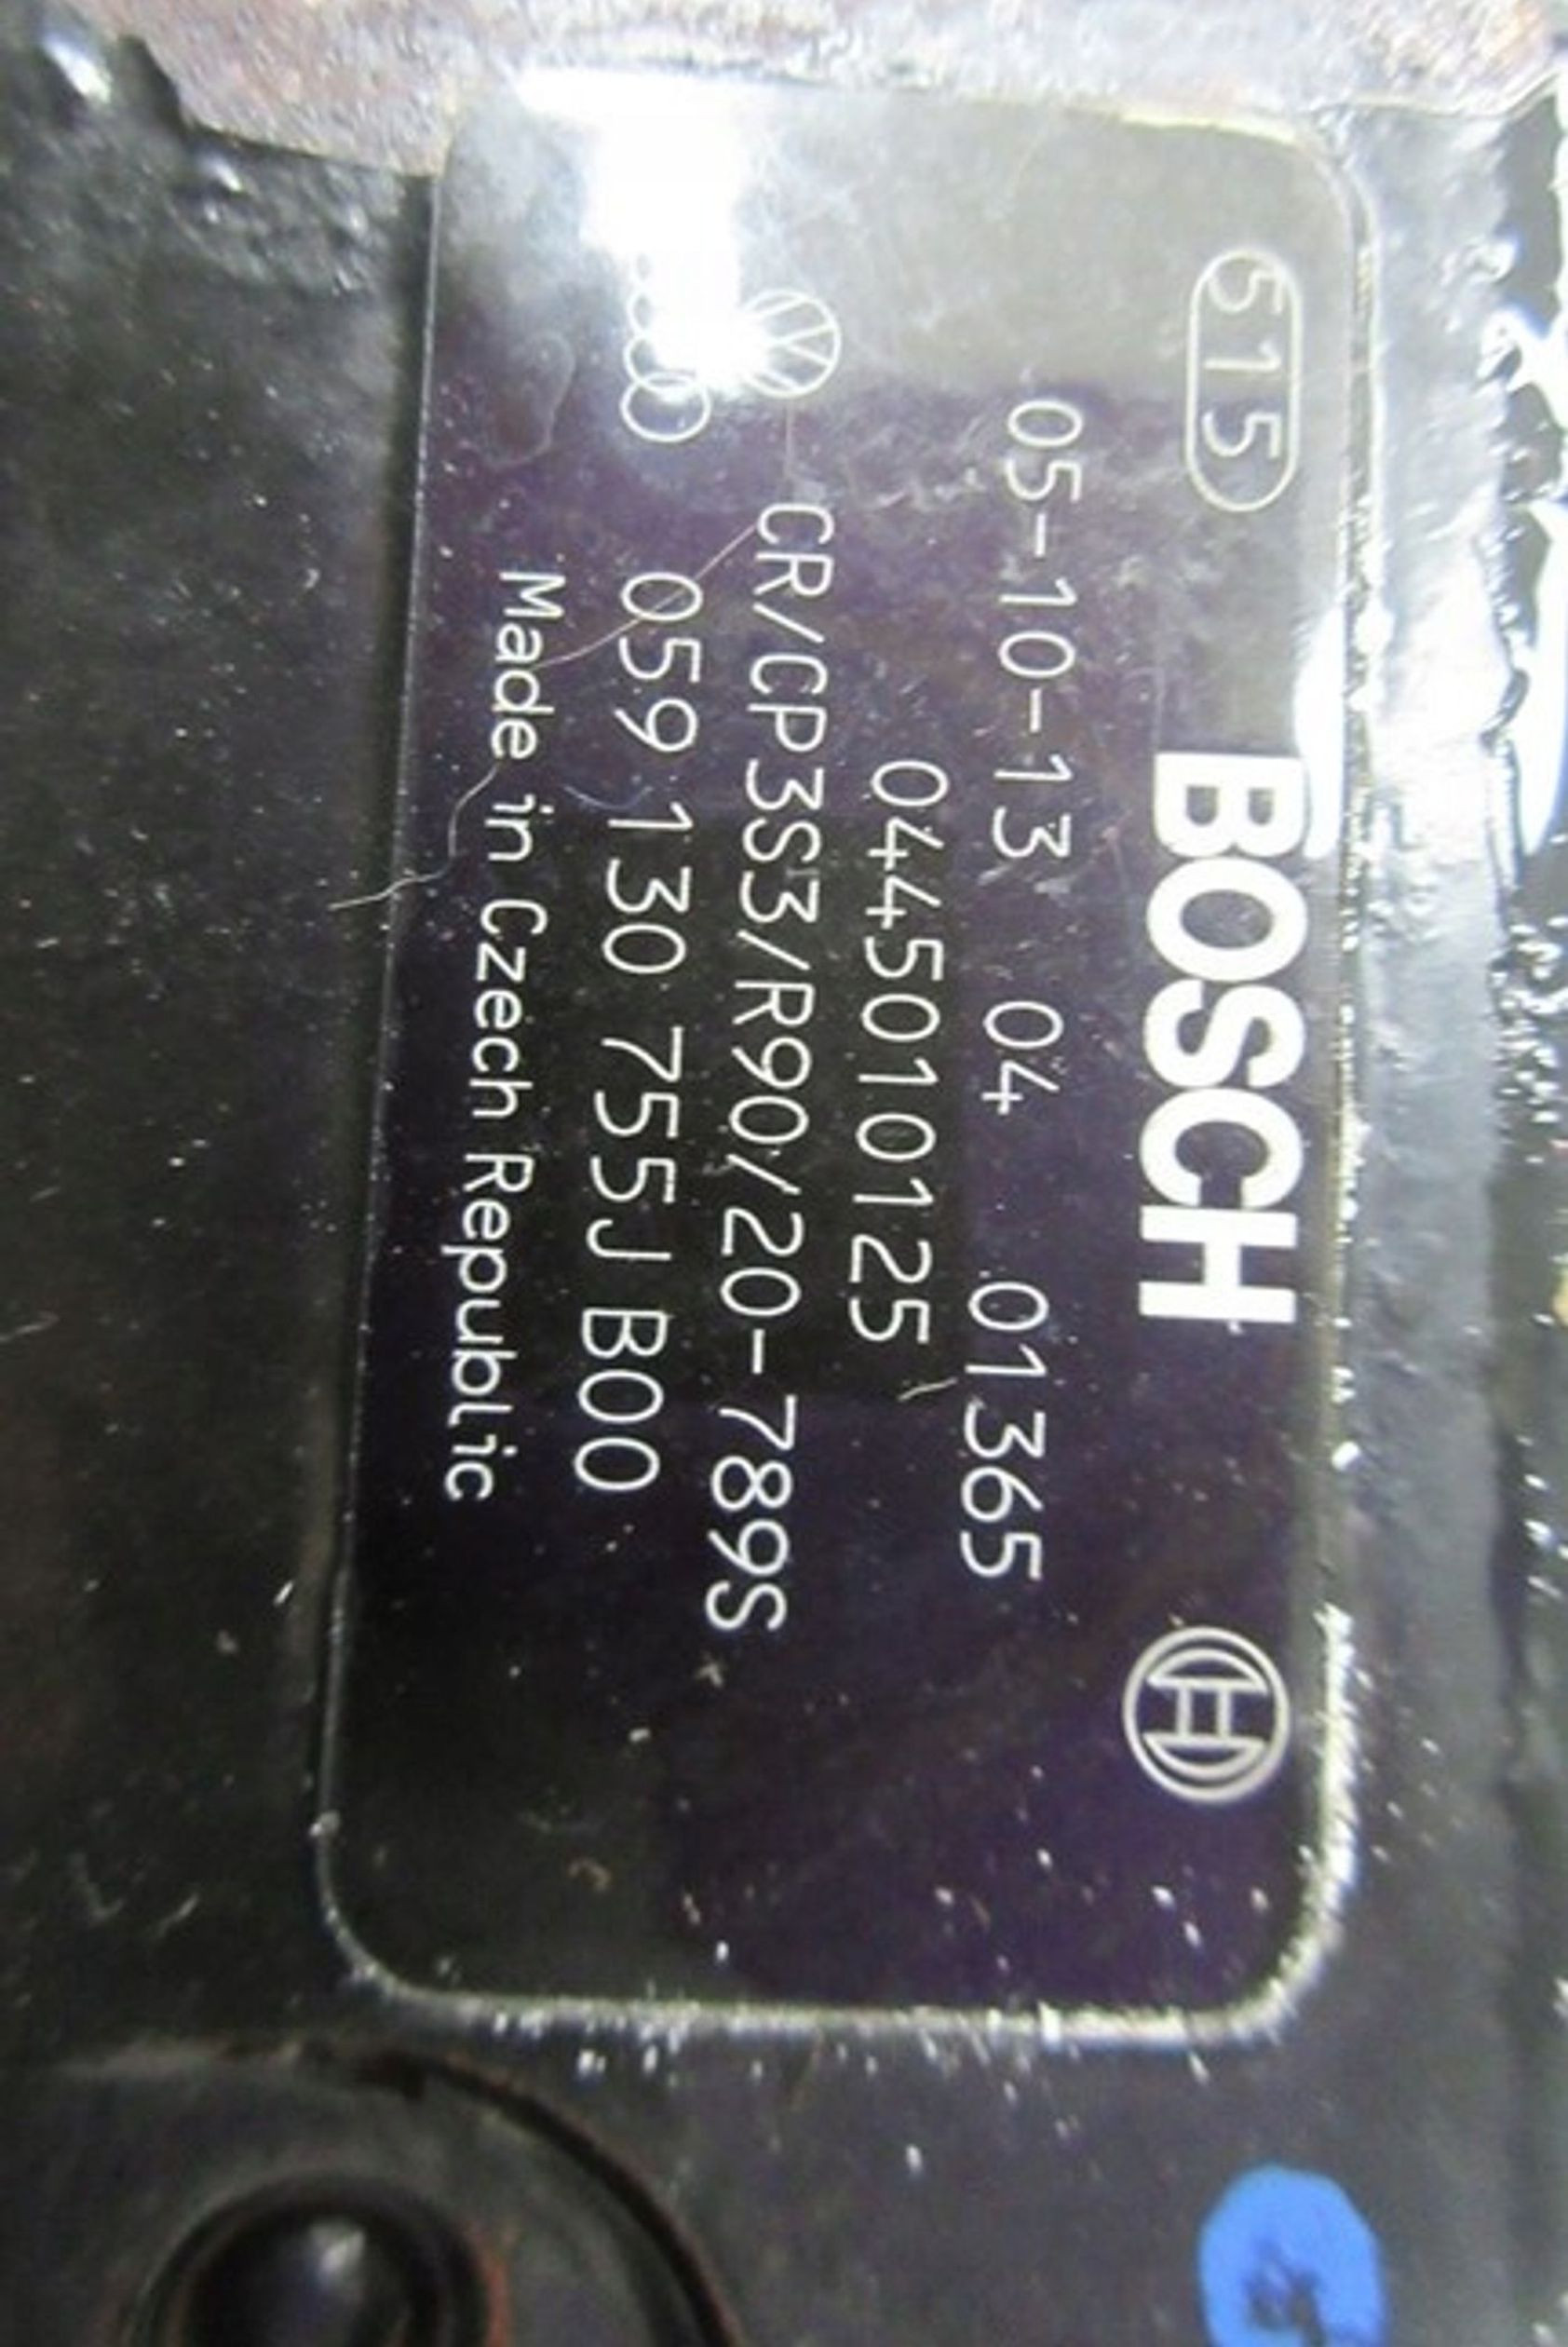 515 BOSCH
05-10-13 04 01365
0445010125
CR/CP3S3/R90/20-789S
059 130 755J B00
Made in Czech Republic